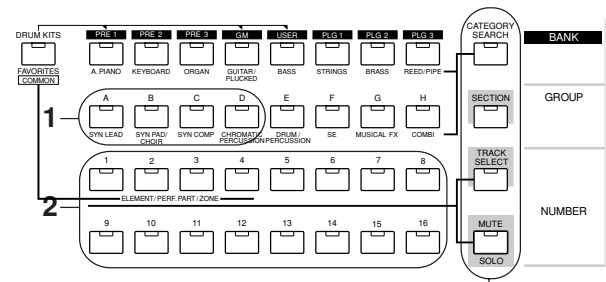 DRUM KITS PRE 1 PRE 2 PRE 3 GM USER PLG 1 PLG 2 PLG 3 CATEGORY SEARCH BANK
FAVORITES A. PIANO KEYBOARD ORGAN GUITAR/ PLUCKED BASS STRINGS BRASS REED/PIPE
COMMON
A B C D E F G H SECTION GROUP
1
SYN LEAD SYN PAD/ CHOIR SYN COMP CHROMATIC PERCUSSION DRUM / PERCUSSION SE MUSICAL FX COMBI
1 2 3 4 5 6 7 8 TRACK SELECT
2 ELEMENT/PERF. PART/ZONE
NUMBER
9 10 11 12 13 14 15 16 MUTE
SOLO